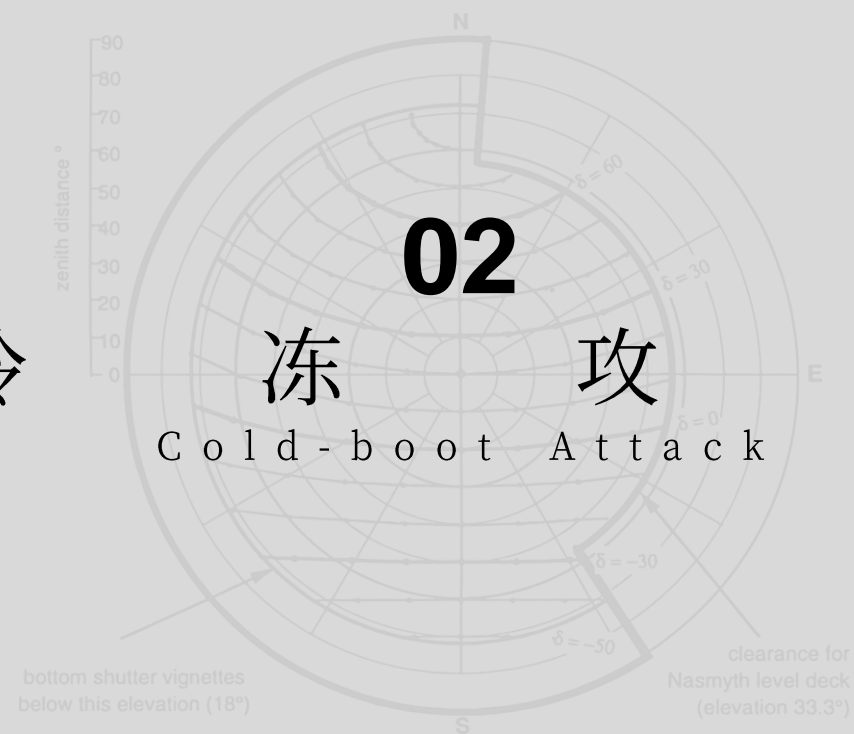 N
90
80
70
60
50
40
30
20
10
0
zenith distance °
δ = 60
δ = 30
02
冷 冻 攻
E
δ = 0
Cold-boot Attack
δ = −30
δ = −50
bottom shutter vignettes
below this elevation (18°)
clearance for
Nasmyth level deck
(elevation 33.3°)
S